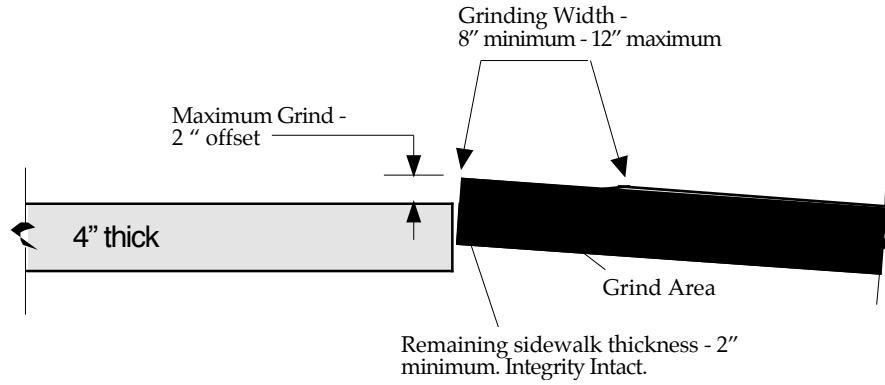 Grinding Width -
8” minimum - 12” maximum
Maximum Grind -
2 “ offset
4” thick
Grind Area
Remaining sidewalk thickness - 2”
minimum. Integrity Intact.